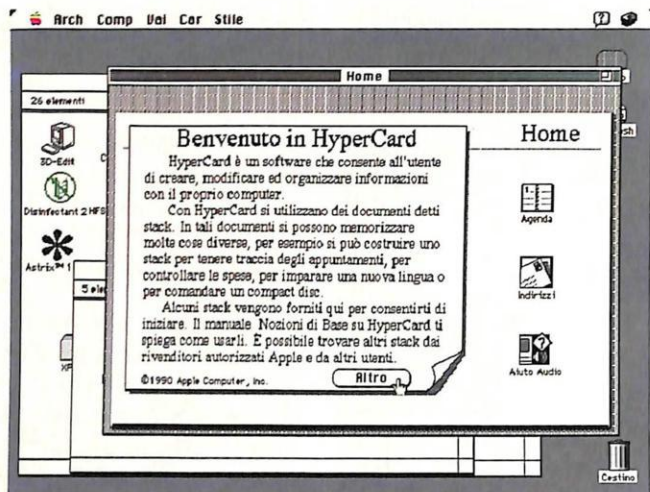 Arch Comp Vai Cor Stile
Home
26 elementi
3D-Edit
Disinfectant 2
HFS
Astrix™ 1
5 ele
XF
Benvenuto in HyperCard
HyperCard è un software che consente all'utente
di creare, modificare ed organizzare informazioni
con il proprio computer.
Con HyperCard si utilizzano dei documenti detti
stack. In tali documenti si possono memorizzare
molte cose diverse, per esempio si può costruire uno
stack per tenere traccia degli appuntamenti, per
controllare le spese, per imparare una nuova lingua o
per comandare un compact disc.
Alcuni stack vengono forniti qui per consentirti di
iniziare. Il manuale Nozioni di Base su HyperCard ti
spiega come usarli. È possibile trovare altri stack dai
rivenditori autorizzati Apple e da altri utenti.
©1990 Apple Computer, Inc.
Altro
Home
Agenda
Indirizzi
Aiuto Audio
Cestino